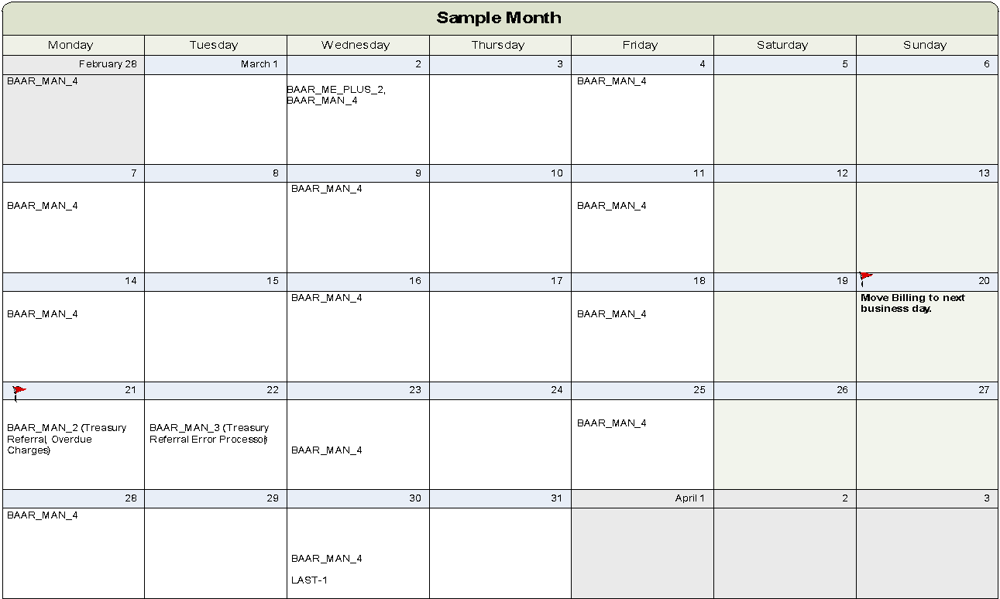 Sample Month
Monday Tuesday Wednesday Thursday Friday Saturday Sunday
February 28 March 1 2 3 4 5 6
BAAR_MAN_4
BAAR_ME_PLUS_2,
BAAR_MAN_4
BAAR_MAN_4
7 8 9 10 11 12 13
BAAR_MAN_4
BAAR_MAN_4
BAAR_MAN_4
14 15 16 17 18 19 20
BAAR_MAN_4
BAAR_MAN_4
BAAR_MAN_4
Move Billing to next
business day.
21 22 23 24 25 26 27
BAAR_MAN_2 (Treasury
Referral, Overdue
Charges)
BAAR_MAN_3 (Treasury
Referral Error Processor)
BAAR_MAN_4
BAAR_MAN_4
28 29 30 31 April 1 2 3
BAAR_MAN_4
BAAR_MAN_4
LAST-1